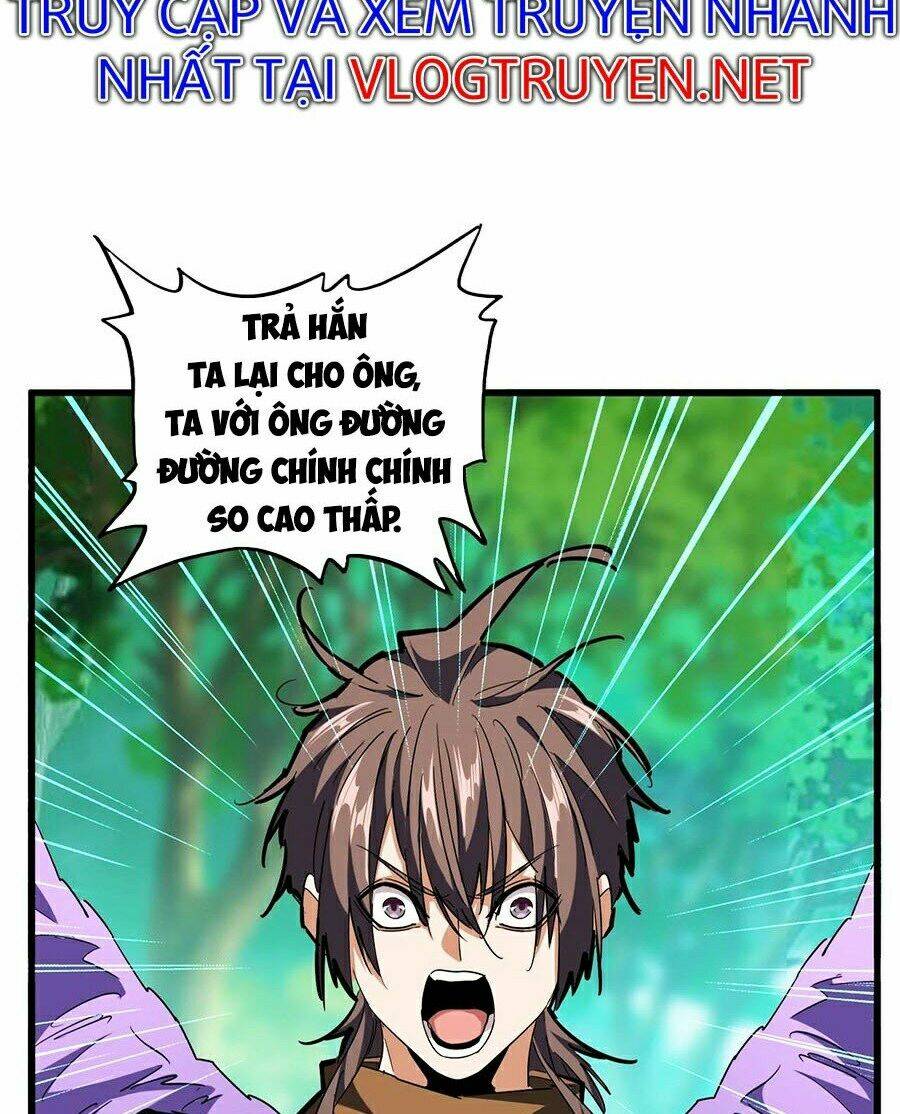 TRUY CẬP VÀ XEM TRUYỆN NHANH
NHẤT TẠI VLOGTRUYEN.NET
TRẢ HẮN
TA LẠI CHO ÔNG,
TA VỚI ÔNG ĐƯỜNG
ĐƯỜNG CHÍNH CHÍNH
SO CAO THẤP.